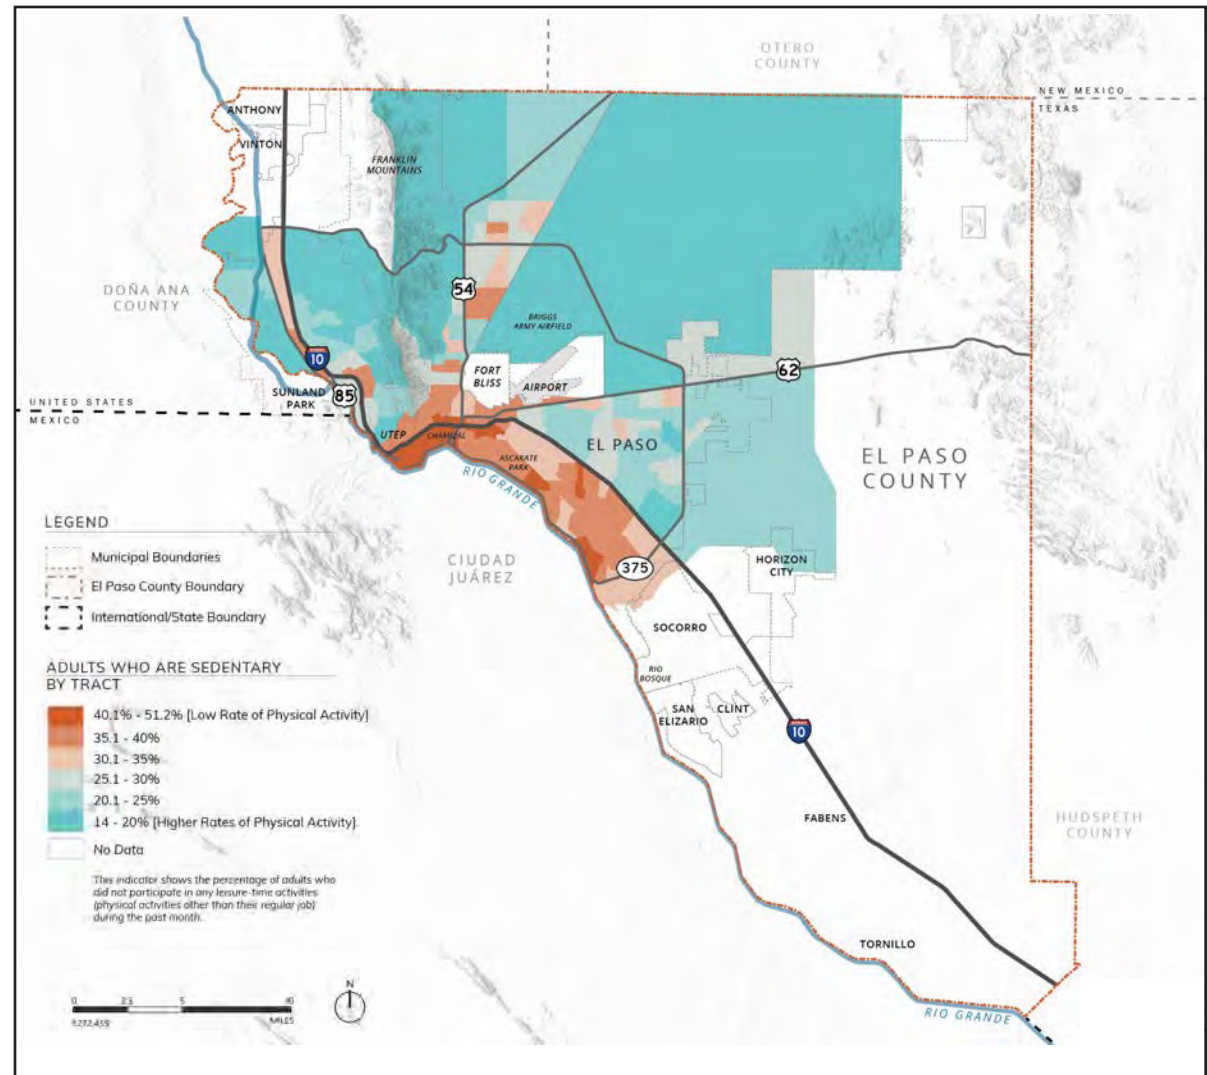 OTERO
COUNTY
NEW MEXICO
TEXAS
ANTHONY
VINTON
FRANKLIN
MOUNTAINS
DOÑA ANA
COUNTY
54
BRIGGS
ARMY AIRFIELD
10
FORT
BLISS
AIRPORT
62
SUNLAND
PARK
85
UNITED STATES
MEXICO
UTEP
CHAMIZAL
EL PASO
ASCARATE
PARK
RIO GRANDE
EL PASO
COUNTY
CIUDAD
JUÁREZ
375
HORIZON
CITY
SOCORRO
RIO
BOSQUE
SAN
ELIZARIO
CLINT
10
FABENS
HUDSPETH
COUNTY
TORNILLO
RIO GRANDE
LEGEND
Municipal Boundaries
El Paso County Boundary
International/State Boundary
ADULTS WHO ARE SEDENTARY
BY TRACT
40.1% - 51.2% [Low Rate of Physical Activity]
35.1 - 40%
30.1 - 35%
25.1 - 30%
20.1 - 25%
14 - 20% [Higher Rates of Physical Activity]
No Data
This indicator shows the percentage of adults who
did not participate in any leisure-time activities
(physical activities other than their regular job)
during the past month.
0 2.5 5 10
MILES
N